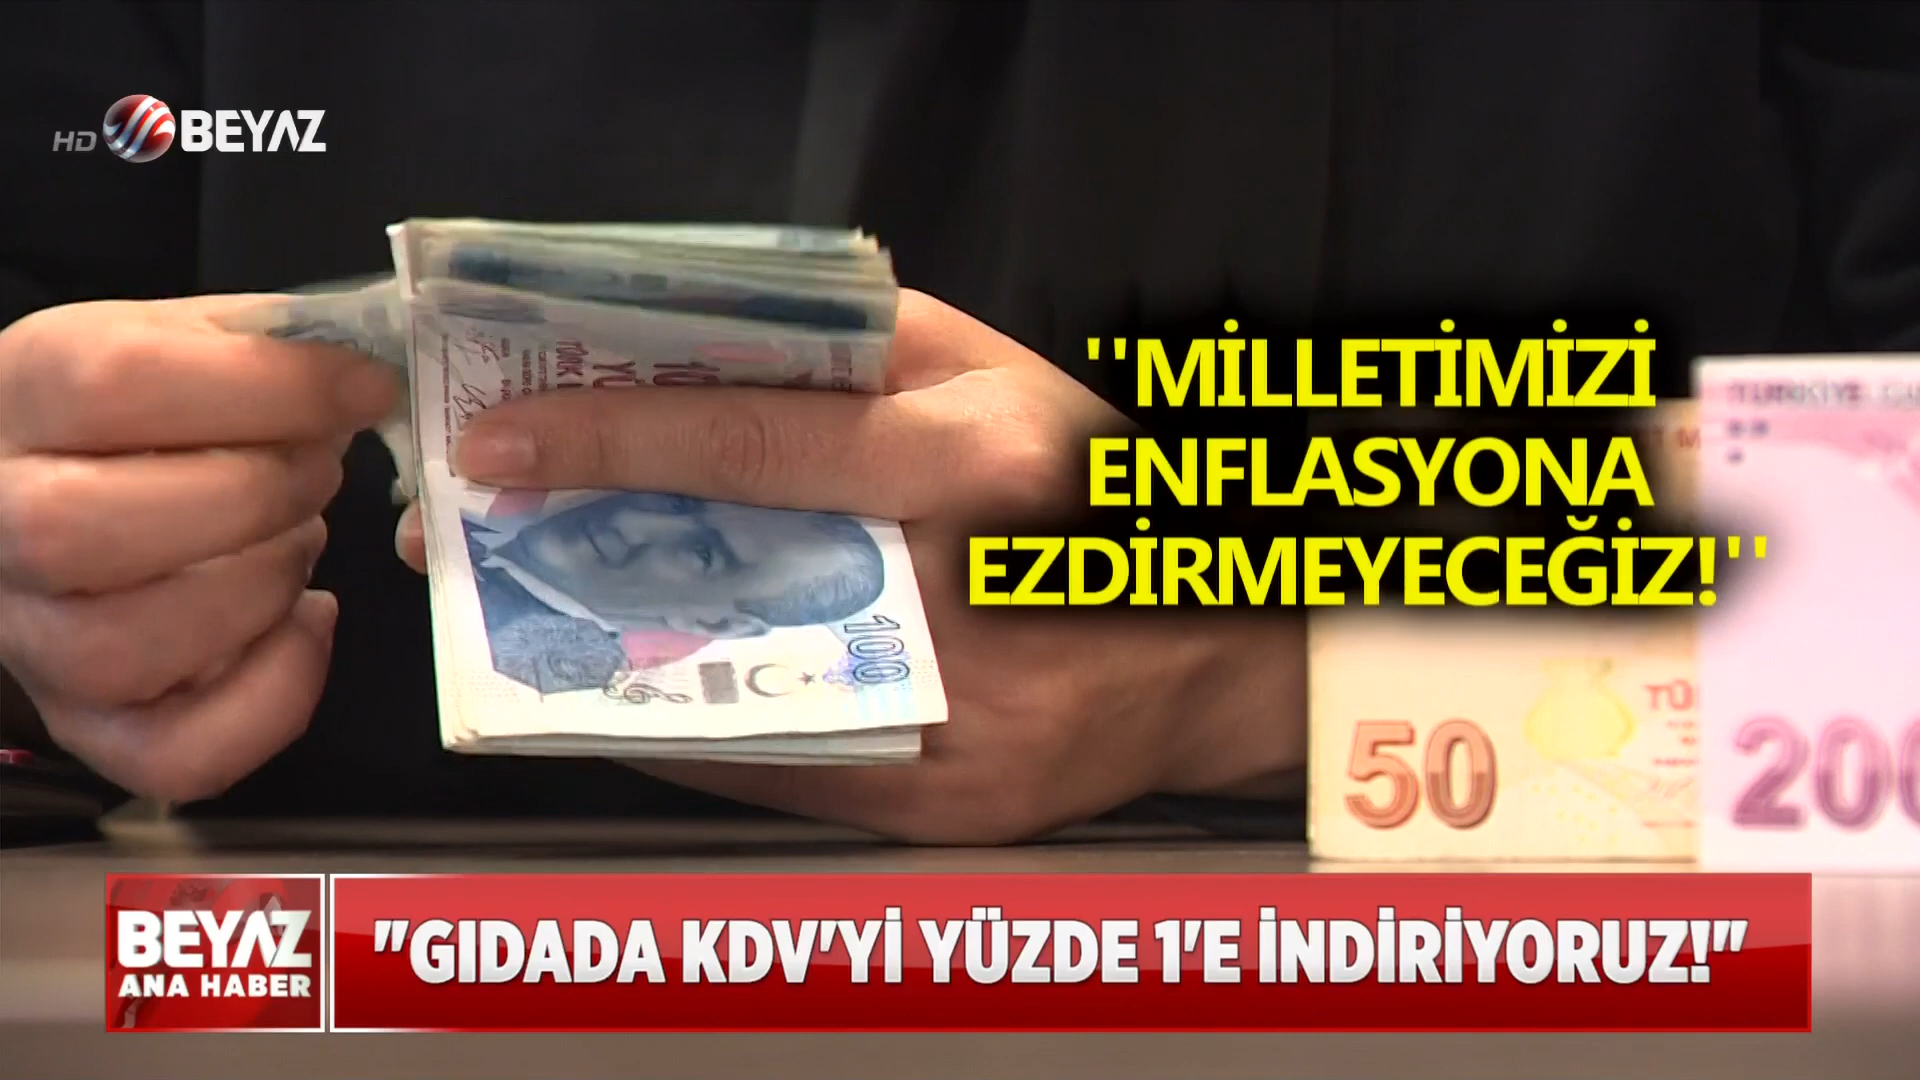 HD BEYAZ
''MİLLETİMİZİ
ENFLASYONA
EZDİRMEYECEĞİZ!''
100
50
200
BEYAZ
ANA HABER
"GIDADA KDV'Yİ YÜZDE 1'E İNDİRİYORUZ!"